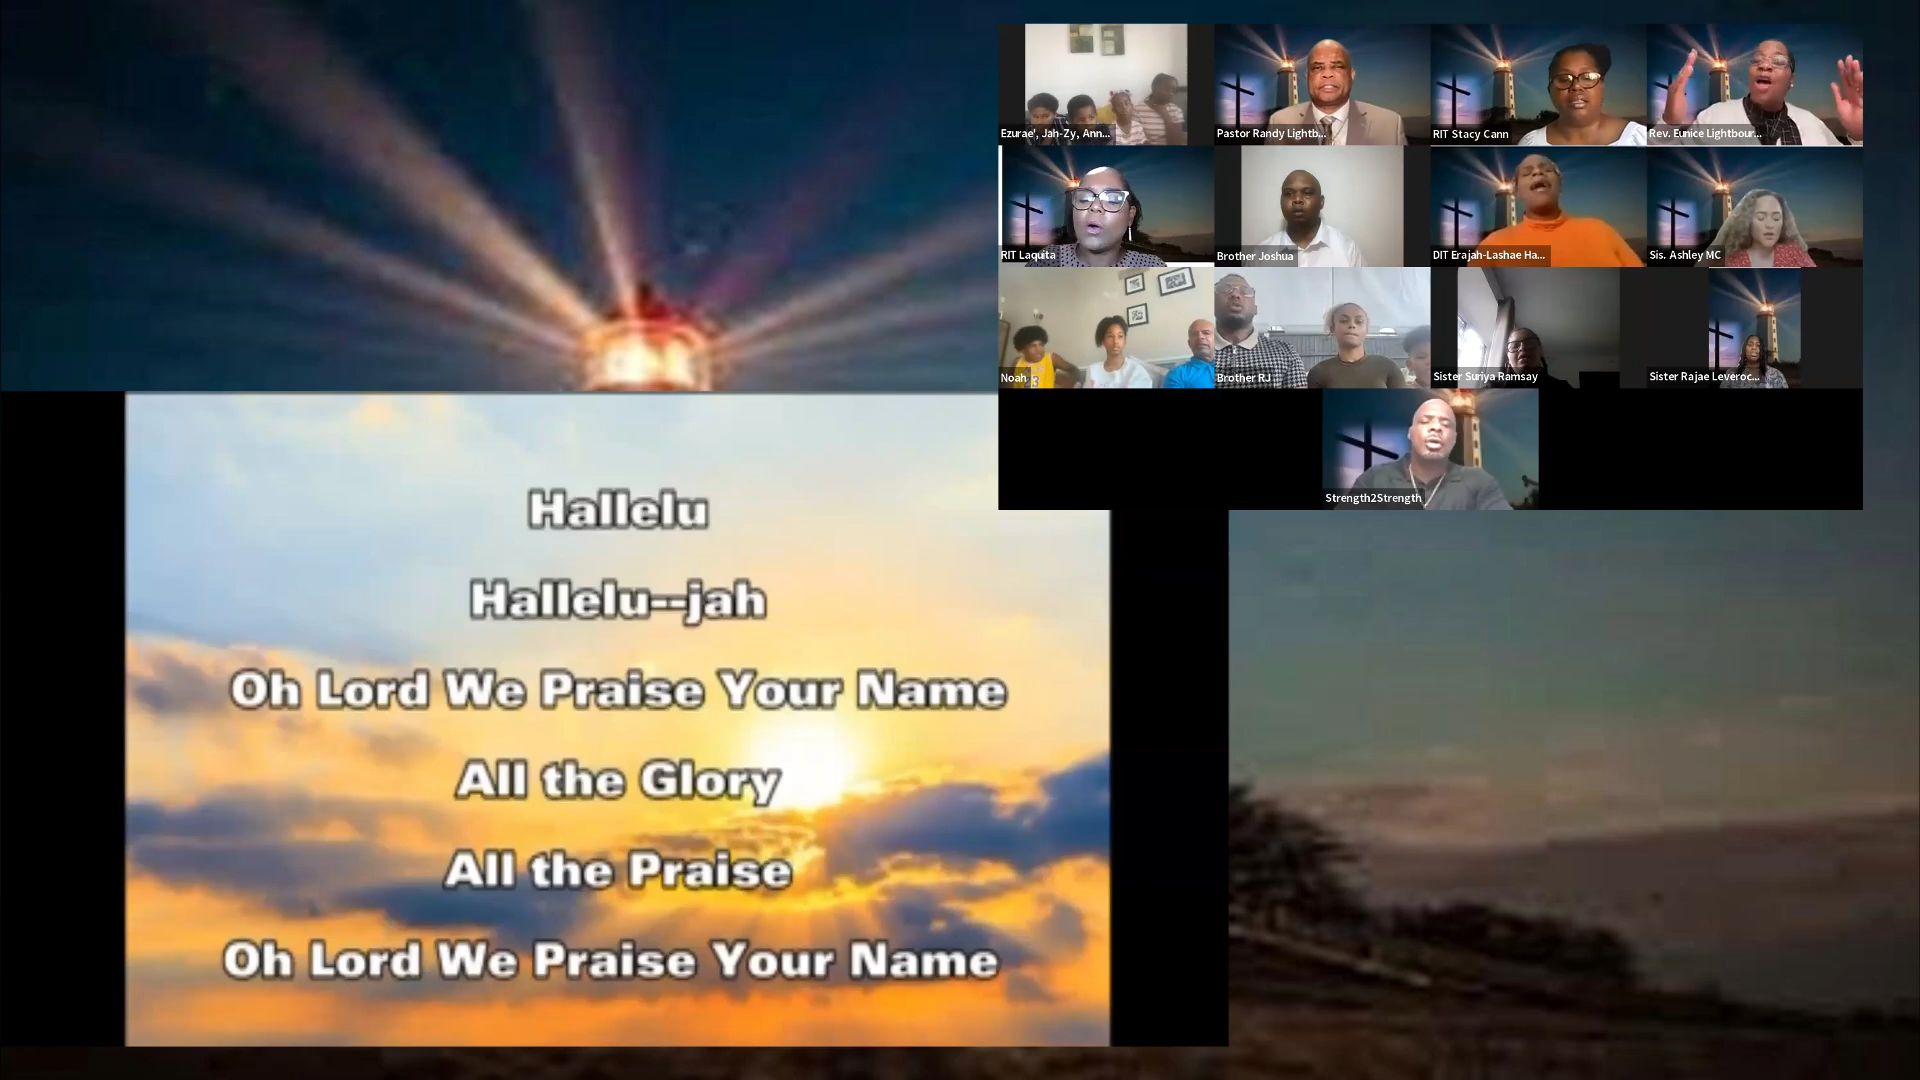 Ezurae', Jah-Zy, Ann...
Pastor Randy Lightb...
RIT Stacy Cann
Rev. Eunice Lightbour...
RIT Laquita
Brother Joshua
DIT Erajah-Lashae Ha...
Sis. Ashley MC
Noah
Brother RJ
Sister Suriya Ramsay
Sister Rajae Leveroc...
Strength2Strength
Hallelu
Hallelu--jah
Oh Lord We Praise Your Name
All the Glory
All the Praise
Oh Lord We Praise Your Name